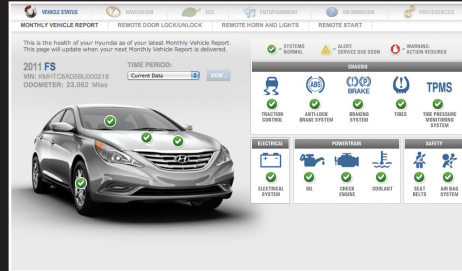 VEHICLE STATUS
NAVIGATION
ECO
ENTERTAINMENT
INFORMATION
PREFERENCES
MONTHLY VEHICLE REPORT
REMOTE DOOR LOCK/UNLOCK
REMOTE HORN AND LIGHTS
REMOTE START
This is the health of your Hyundai as of your latest Monthly Vehicle Report.
This page will update when your next Monthly Vehicle Report is delivered.
= SYSTEMS NORMAL
= ALERT: SERVICE DUE SOON
= WARNING: ACTION REQUIRED
2011 FS
VIN: KMHTC6AD5BU000219
ODOMETER: 23,062 Miles
TIME PERIOD:
Current Data
VIEW
CHASSIS
(ABS)
BRAKE
TPMS
TRACTION CONTROL
ANTI-LOCK BRAKE SYSTEM
BRAKING SYSTEM
TIRES
TIRE PRESSURE MONITORING SYSTEM
ELECTRICAL
POWERTRAIN
SAFETY
ELECTRICAL SYSTEM
OIL
CHECK ENGINE
COOLANT
SEAT BELTS
AIR BAG SYSTEM